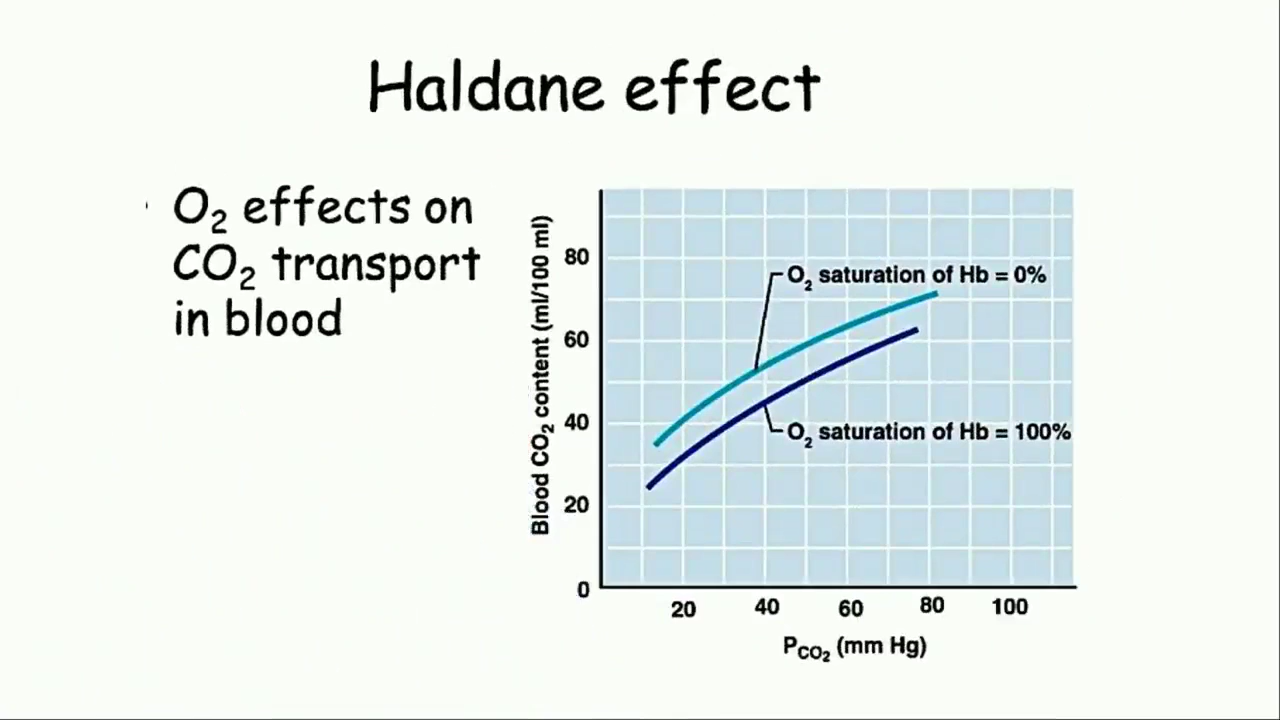 Haldane effect
· O₂ effects on
CO₂ transport
in blood
Blood CO₂ content (ml/100 ml)
80
60
40
20
0
O₂ saturation of Hb = 0%
O₂ saturation of Hb = 100%
20 40 60 80 100
PCO₂ (mm Hg)